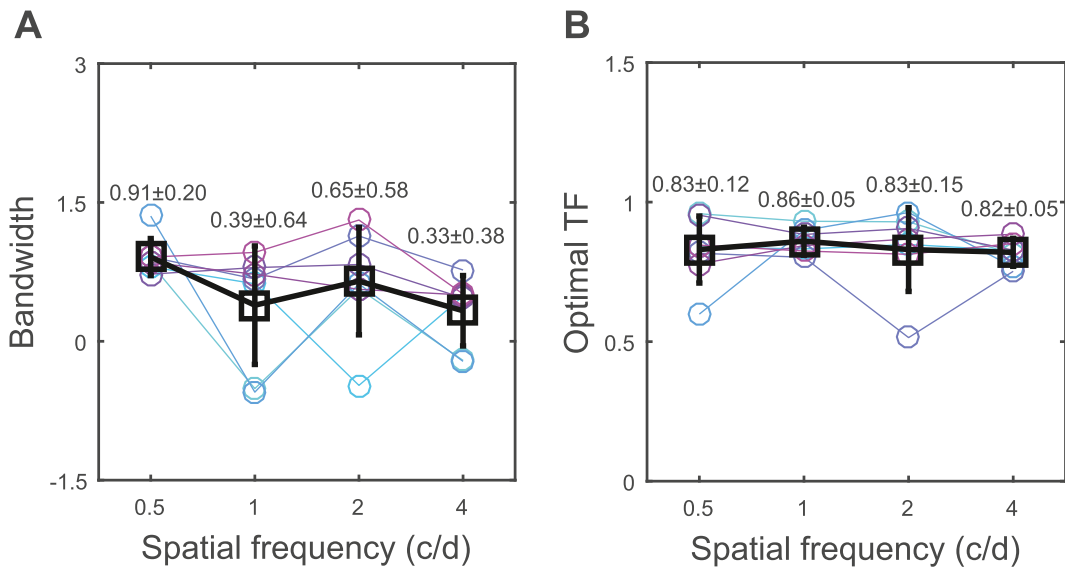 A
3
1.5
0
-1.5
Bandwidth
0.91±0.20
0.39±0.64
0.65±0.58
0.33±0.38
0.5 1 2 4
Spatial frequency (c/d)
B
1.5
1
0.5
0
Optimal TF
0.83±0.12
0.86±0.05
0.83±0.15
0.82±0.05
0.5 1 2 4
Spatial frequency (c/d)